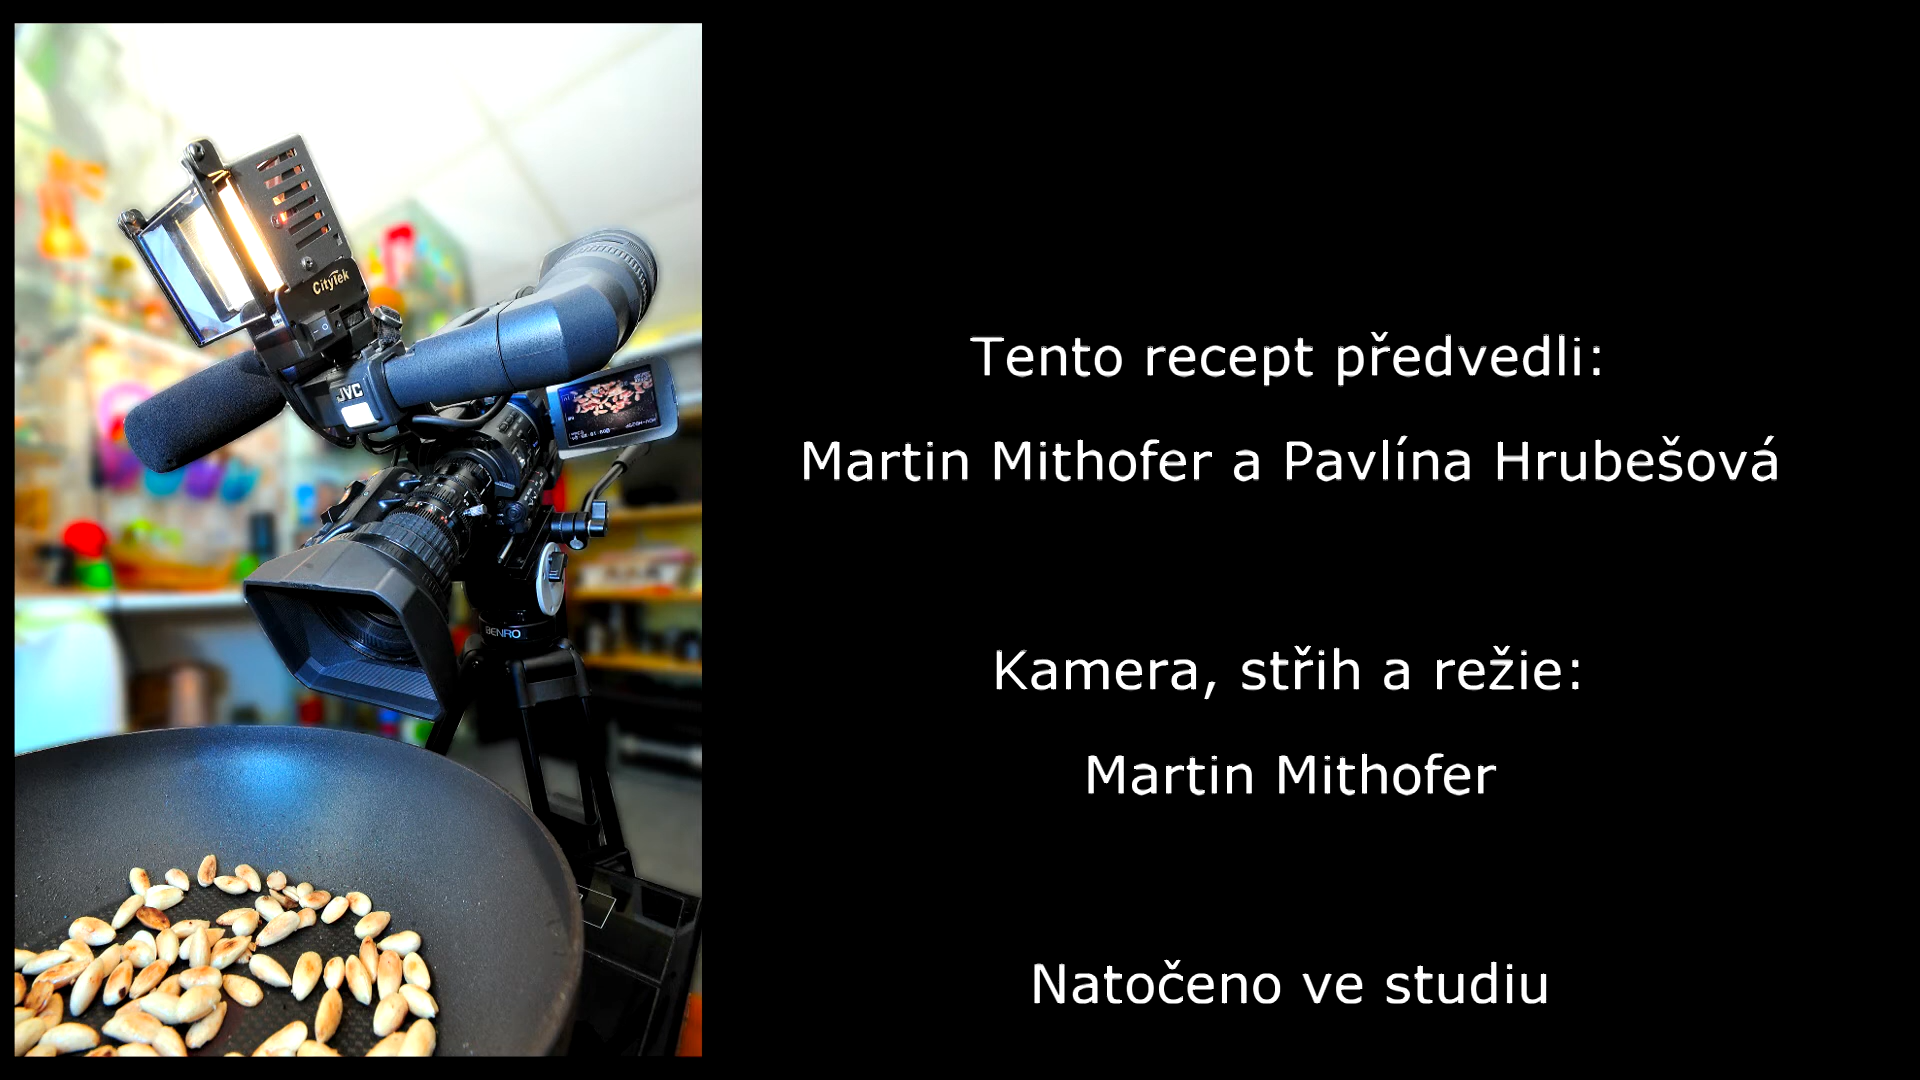 CityTek
JVC
BENRO
Tento recept předvedli:
Martin Mithofer a Pavlína Hrubešová
Kamera, střih a režie:
Martin Mithofer
Natočeno ve studiu